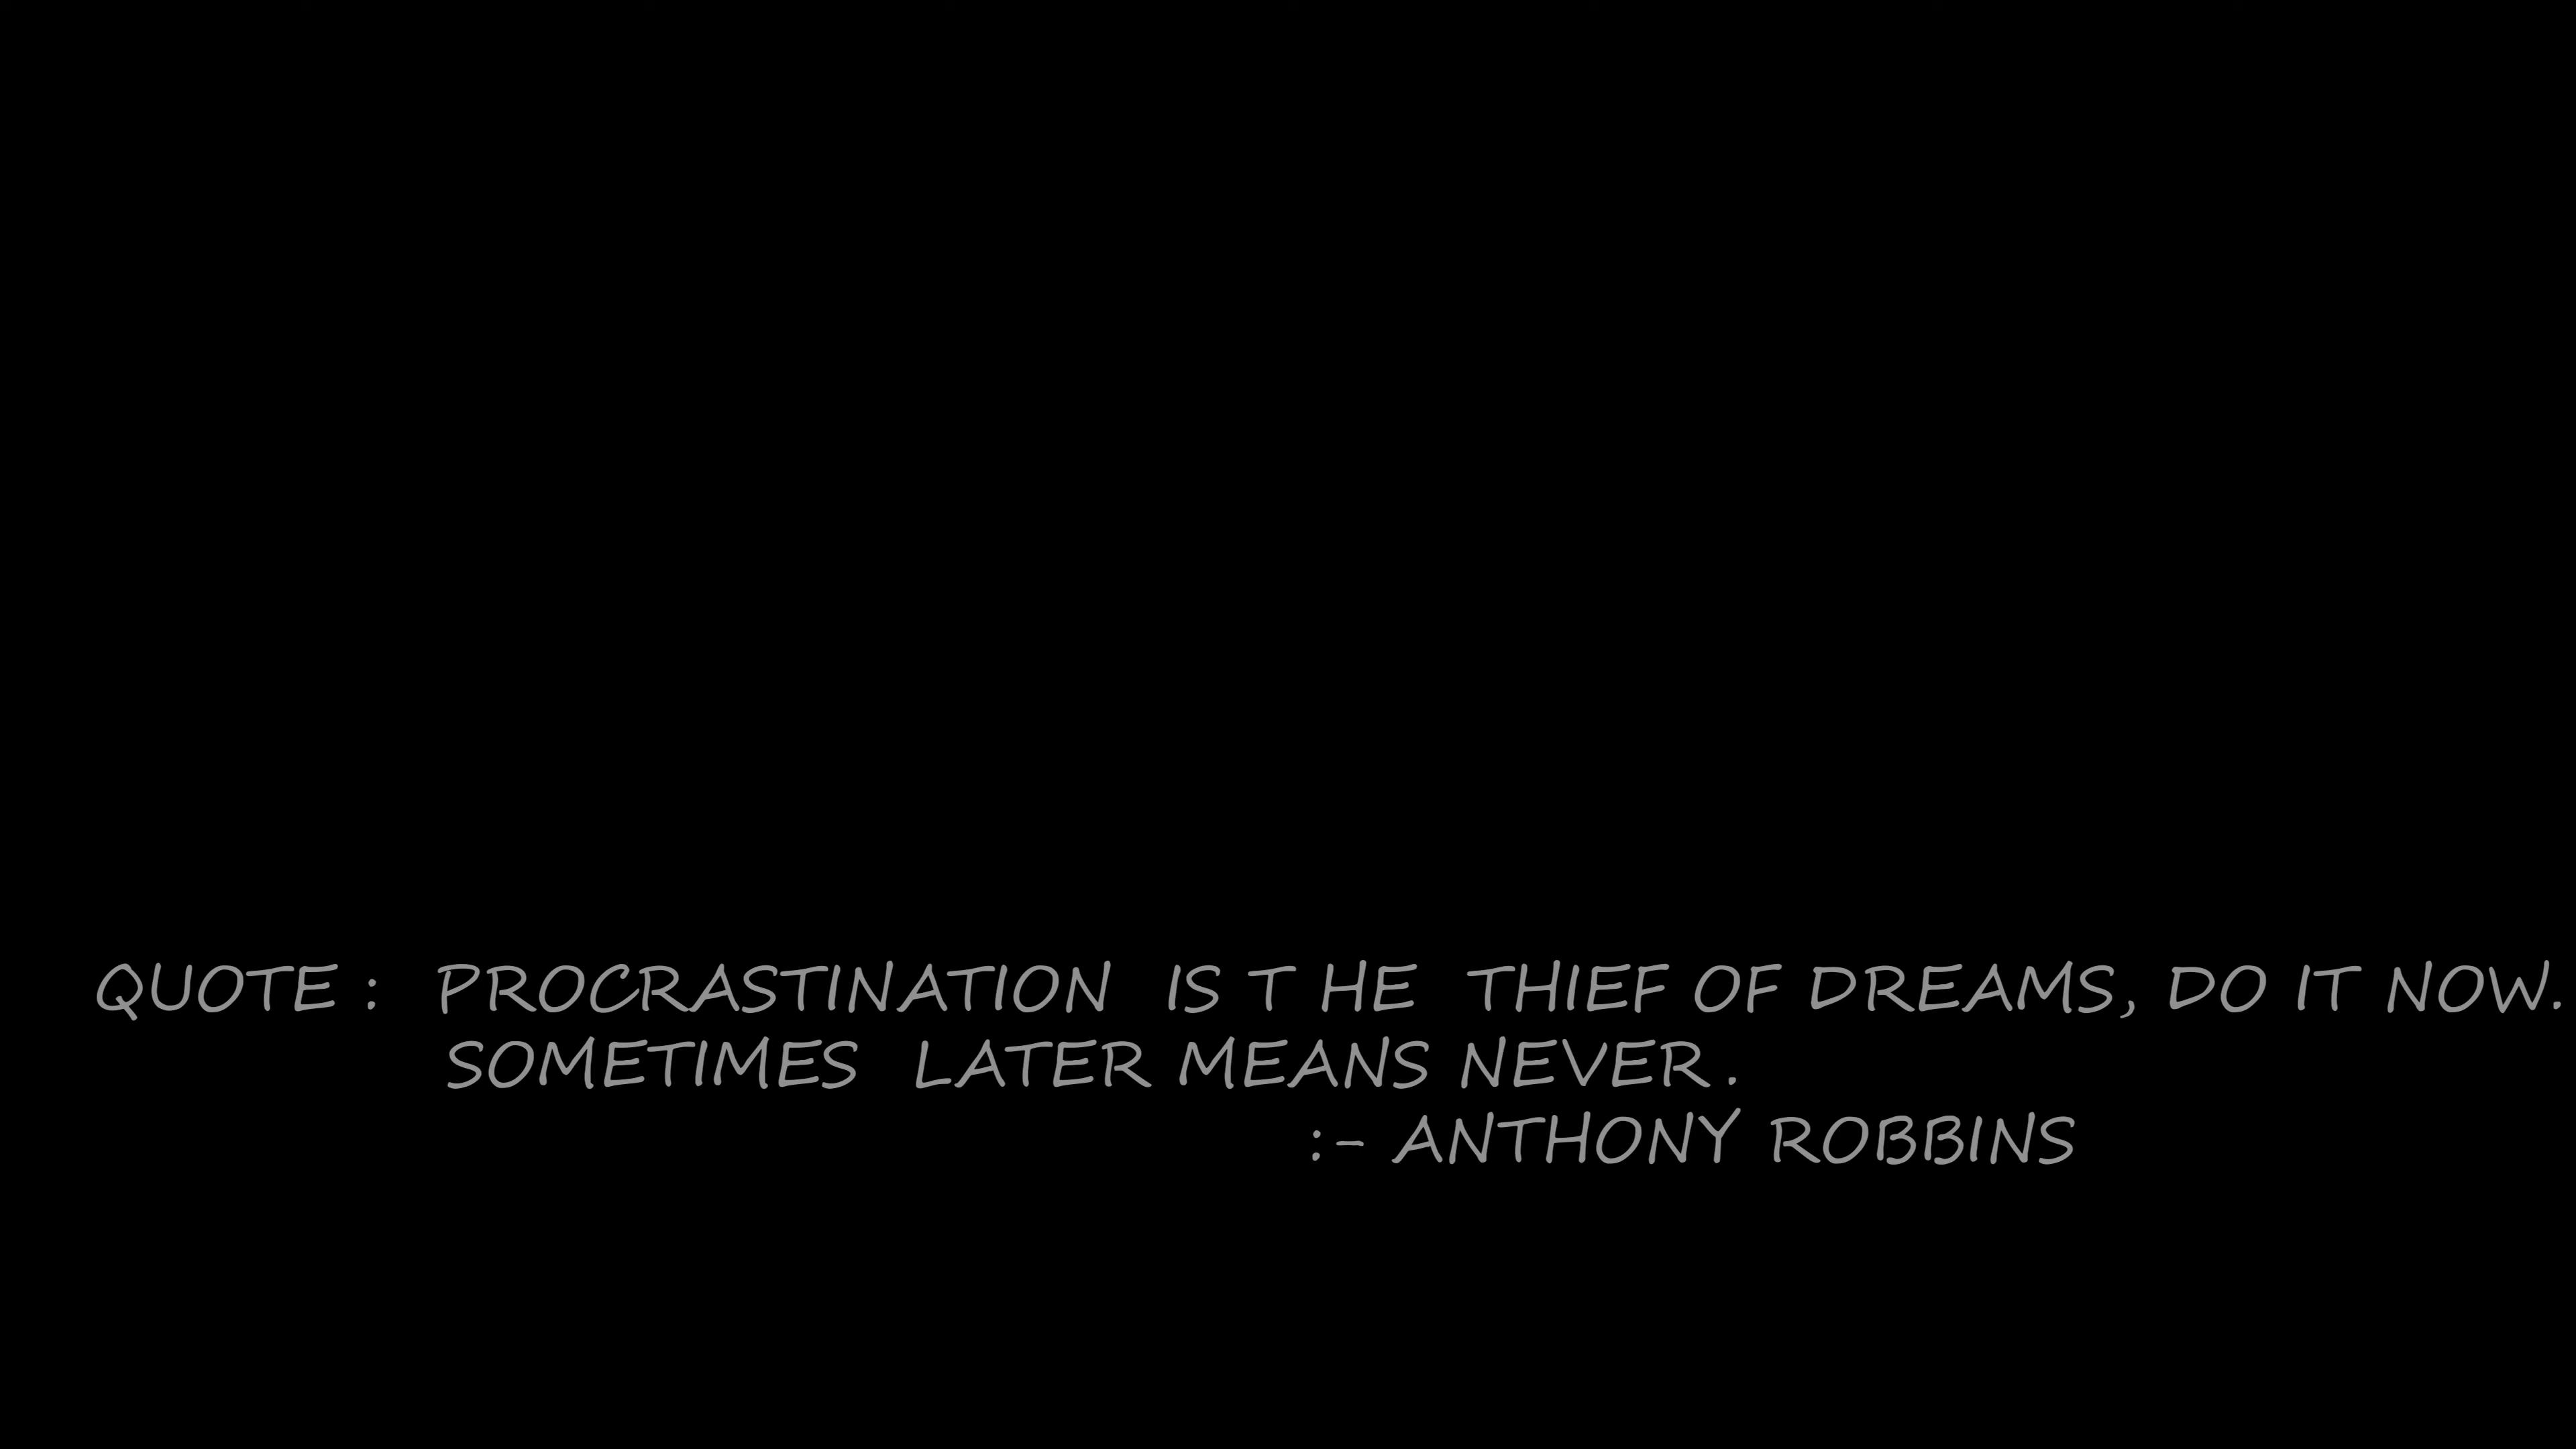 QUOTE :  PROCRASTINATION  IS T HE  THIEF OF DREAMS, DO IT NOW.
SOMETIMES  LATER MEANS NEVER.
:- ANTHONY ROBBINS